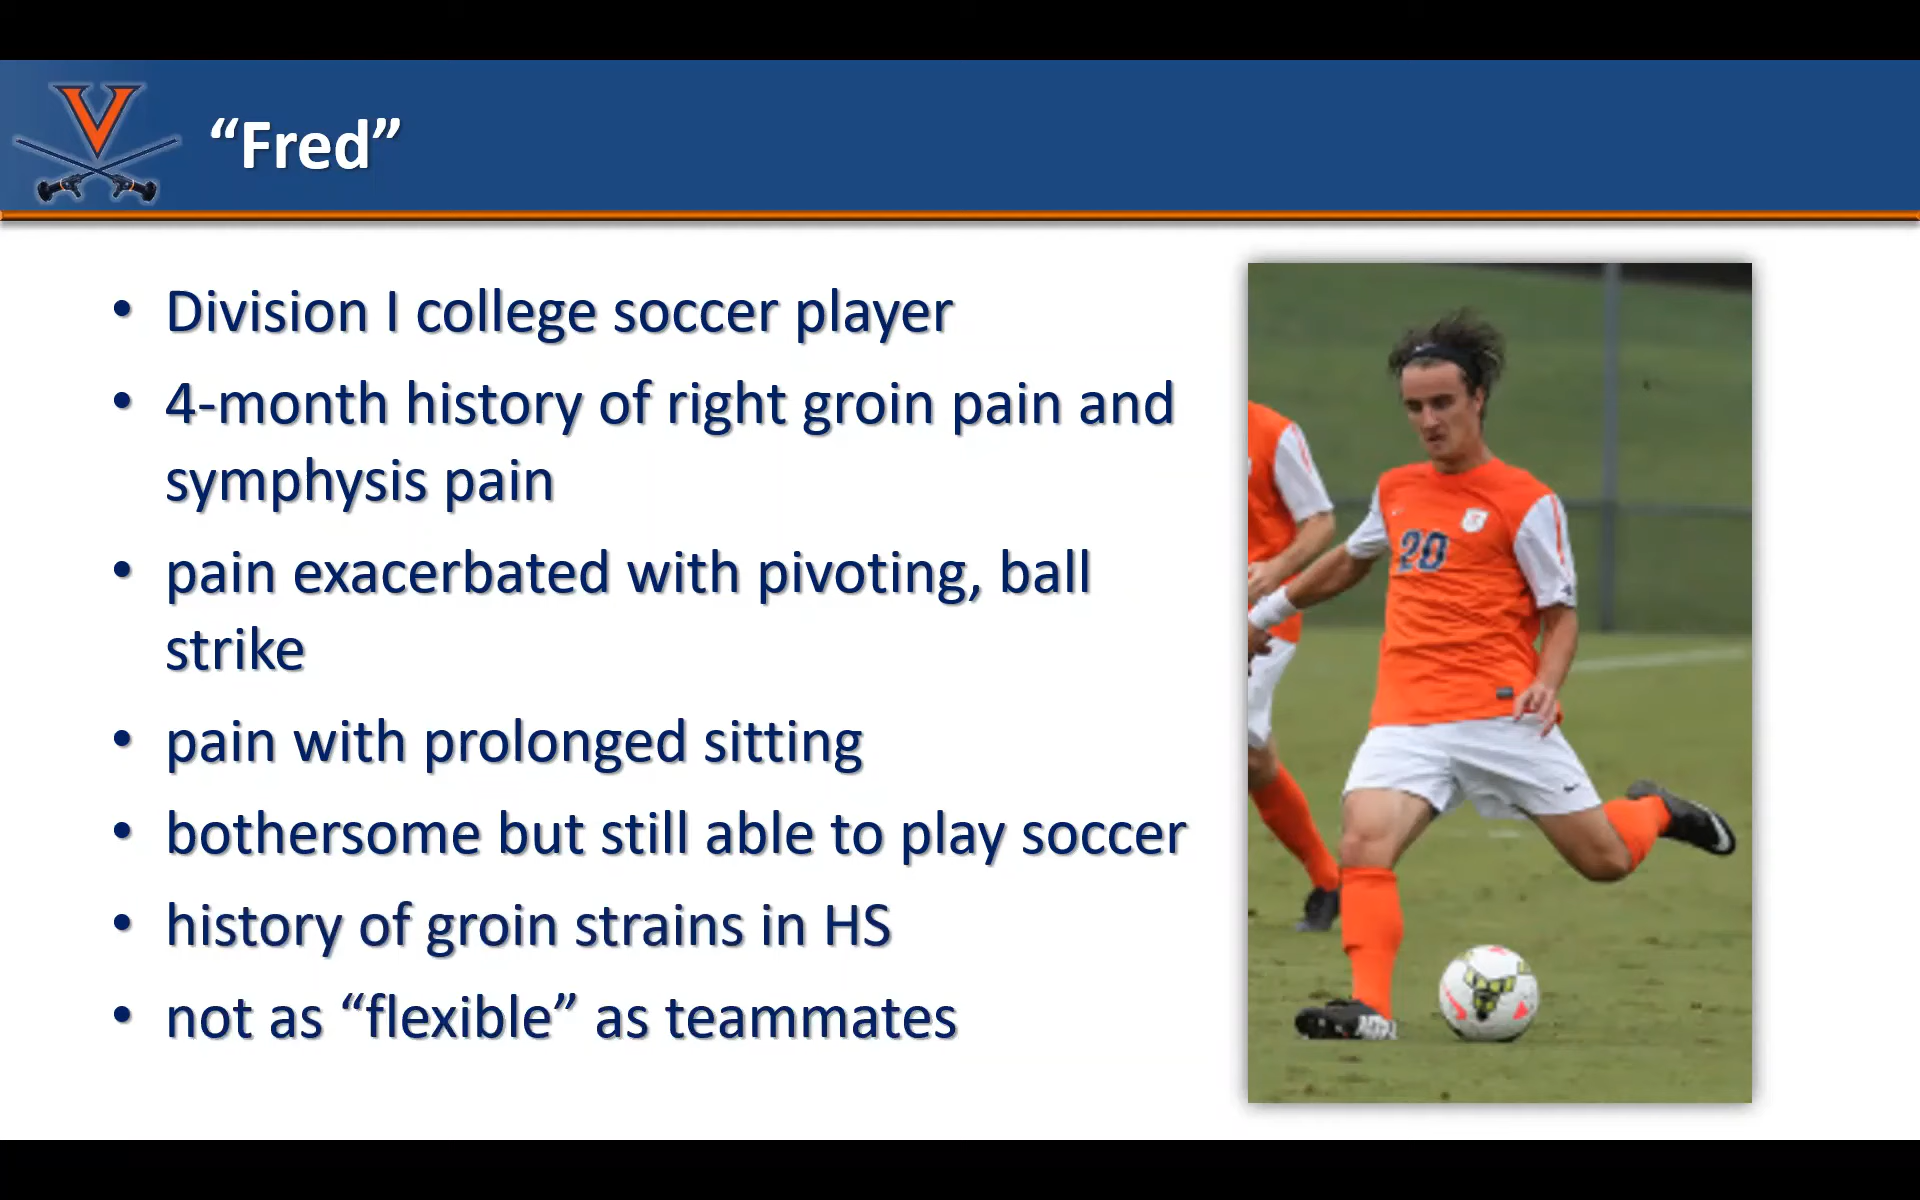 V
“Fred”
• Division I college soccer player
• 4-month history of right groin pain and
symphysis pain
• pain exacerbated with pivoting, ball
strike
• pain with prolonged sitting
• bothersome but still able to play soccer
• history of groin strains in HS
• not as “flexible” as teammates
20